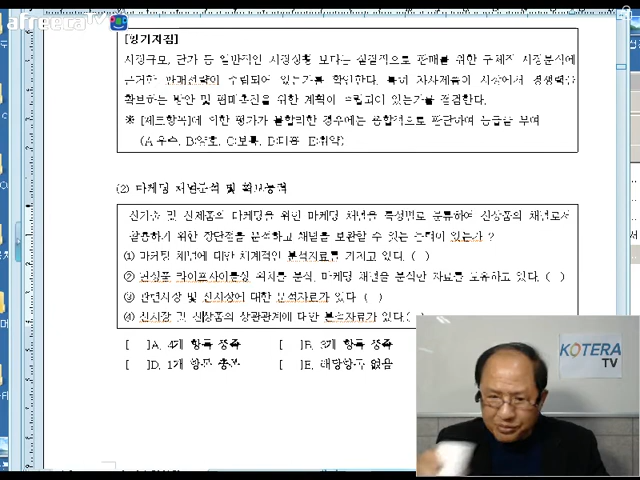 afreecaTV
[평가지침]
시장규모, 단가 등 일반적인 시장상황 보다는 실질적으로 판매를 위한 구체적 시장분석에
근거한 판매전략이 수립되어 있는가를 확인한다. 특히 자사제품이 시장에서 경쟁력을
확보하는 방안 및 판매촉진을 위한 계획이 수립되어 있는가를 점검한다.
※ [체크항목]에 의한 평가가 불합리한 경우에는 종합적으로 판단하여 등급을 부여
(A:우수, B:양호, C:보통, D:미흡 E:취약)
(2) 마케팅 채널분석 및 확보능력
신기술 및 신제품의 마케팅을 위한 마케팅 채널을 특성별로 분류하여 신상품의 채널로서
활용하기 위한 장단점을 분석하고 채널을 보완할 수 있는 능력이 있는가 ?
① 마케팅 채널에 대한 체계적인 분석자료를 가지고 있다. ( )
② 신상품 라이프사이클상 위치를 분석, 마케팅 채널을 분석한 자료를 보유하고 있다. ( )
③ 관련시장 및 신시장에 대한 분석자료가 있다. ( )
④ 신시장 및 신상품의 상관관계에 대한 분석자료가 있다.(
[ ]A. 4개 항목 충족 [ ]B. 3개 항목 충족
[ ]D. 1개 항목 충족 [ ]E. 해당항목 없음
KOTERA
TV